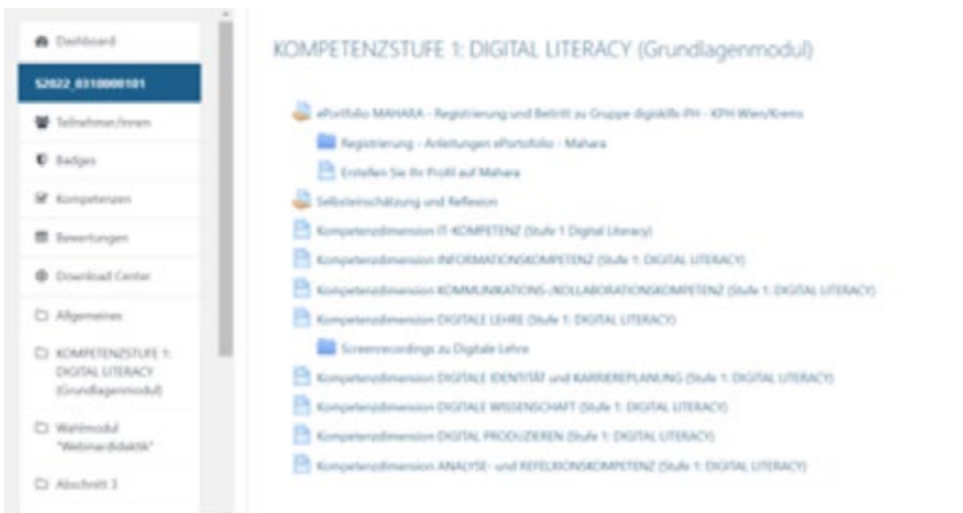 Dashboard
S2022_0310000101
Teilnehmer/innen
Badges
Kompetenzen
Bewertungen
Download Center
Allgemeines
KOMPETENZSTUFE 1:
DIGITAL LITERACY
(Grundlagenmodul)
Wahlmodul
"Webinardidaktik"
Abschnitt 3
KOMPETENZSTUFE 1: DIGITAL LITERACY (Grundlagenmodul)
ePortfolio MAHARA - Registrierung und Beitritt zu Gruppe digiskills-PH - KPH Wien/Krems
Registrierung - Anleitungen ePortofolio - Mahara
Erstellen Sie Ihr Profil auf Mahara
Selbsteinschätzung und Reflexion
Kompetenzdimension IT-KOMPETENZ (Stufe 1 Digital Literacy)
Kompetenzdimension INFORMATIONSKOMPETENZ (Stufe 1: DIGITAL LITERACY)
Kompetenzdimension KOMMUNIKATIONS-/KOLLABORATIONSKOMPETENZ (Stufe 1: DIGITAL LITERACY)
Kompetenzdimension DIGITALE LEHRE (Stufe 1: DIGITAL LITERACY)
Screenrecordings zu Digitale Lehre
Kompetenzdimension DIGITALE IDENTITÄT und KARRIEREPLANUNG (Stufe 1: DIGITAL LITERACY)
Kompetenzdimension DIGITALE WISSENSCHAFT (Stufe 1: DIGITAL LITERACY)
Kompetenzdimension DIGITAL PRODUZIEREN (Stufe 1: DIGITAL LITERACY)
Kompetenzdimension ANALYSE- und REFELXIONSKOMPETENZ (Stufe 1: DIGITAL LITERACY)